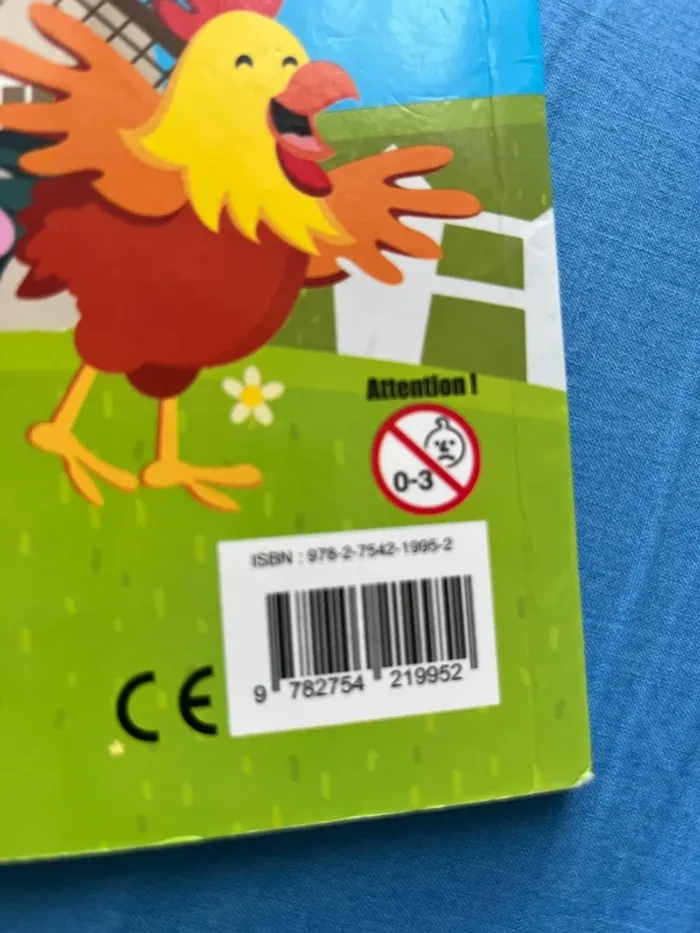 Attention !
0-3
ISBN : 978-2-7542-1995-2
9 782754 219952
CE